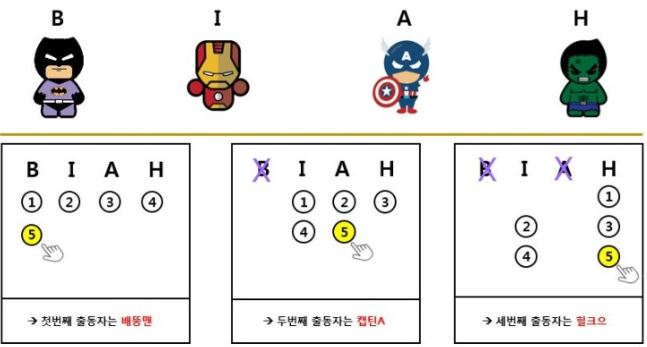 B I A H
A
B I A H
① ② ③ ④
⑤
→ 첫번째 출동자는 배뚱맨
B I A H
① ② ③
④ ⑤
→ 두번째 출동자는 캡틴A
B I A H
①
② ③
④ ⑤
→ 세번째 출동자는 헐크으